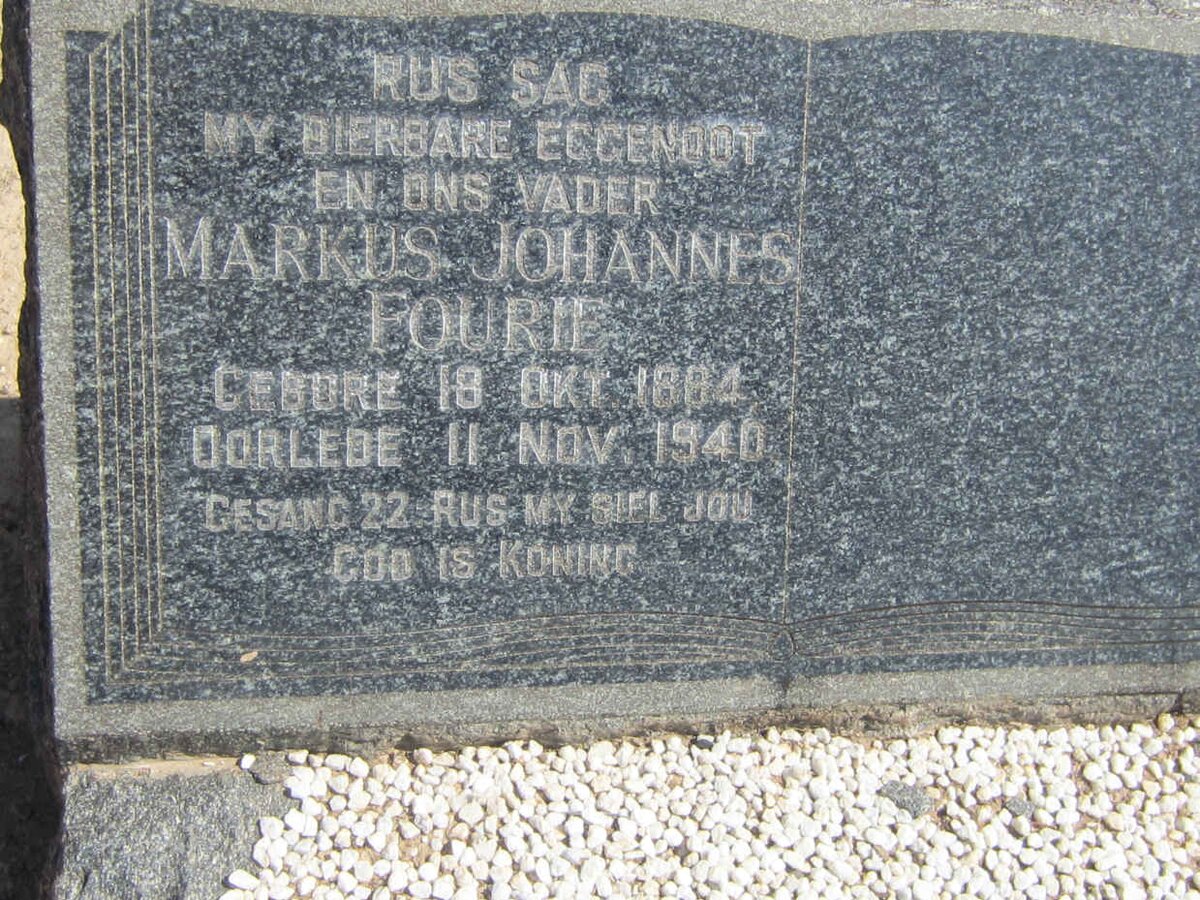 RUS SAG
MY DIERBARE EGGENOOT
EN ONS VADER
MARKUS JOHANNES
FOURIE
GEBORE 18 OKT. 1884
OORLEDE 11 NOV. 1940
GESANG 22 RUS MY SIEL JOU
GOD IS KONING